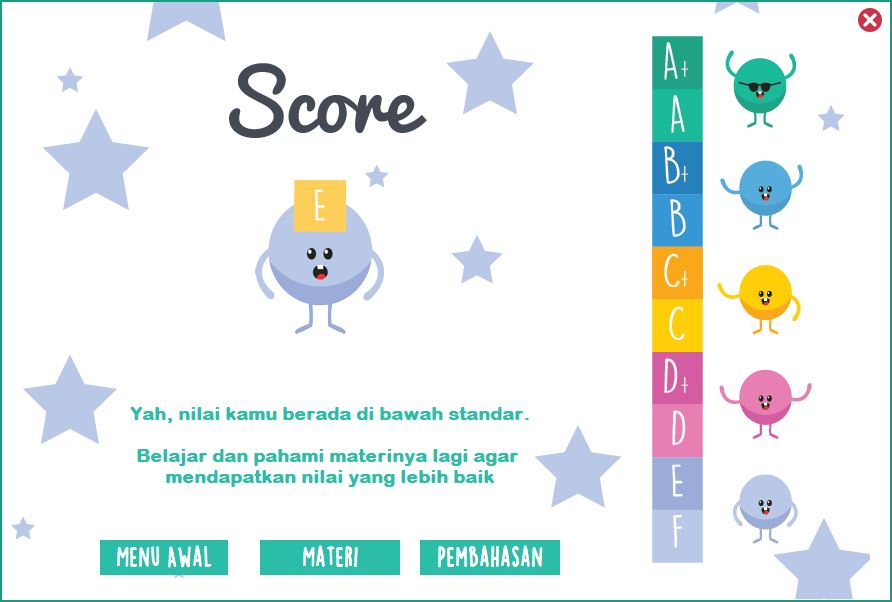 Score
E
Yah, nilai kamu berada di bawah standar.
Belajar dan pahami materinya lagi agar
mendapatkan nilai yang lebih baik
MENU AWAL
MATERI
PEMBAHASAN
A+
A
B+
B
C+
C
D+
D
E
F